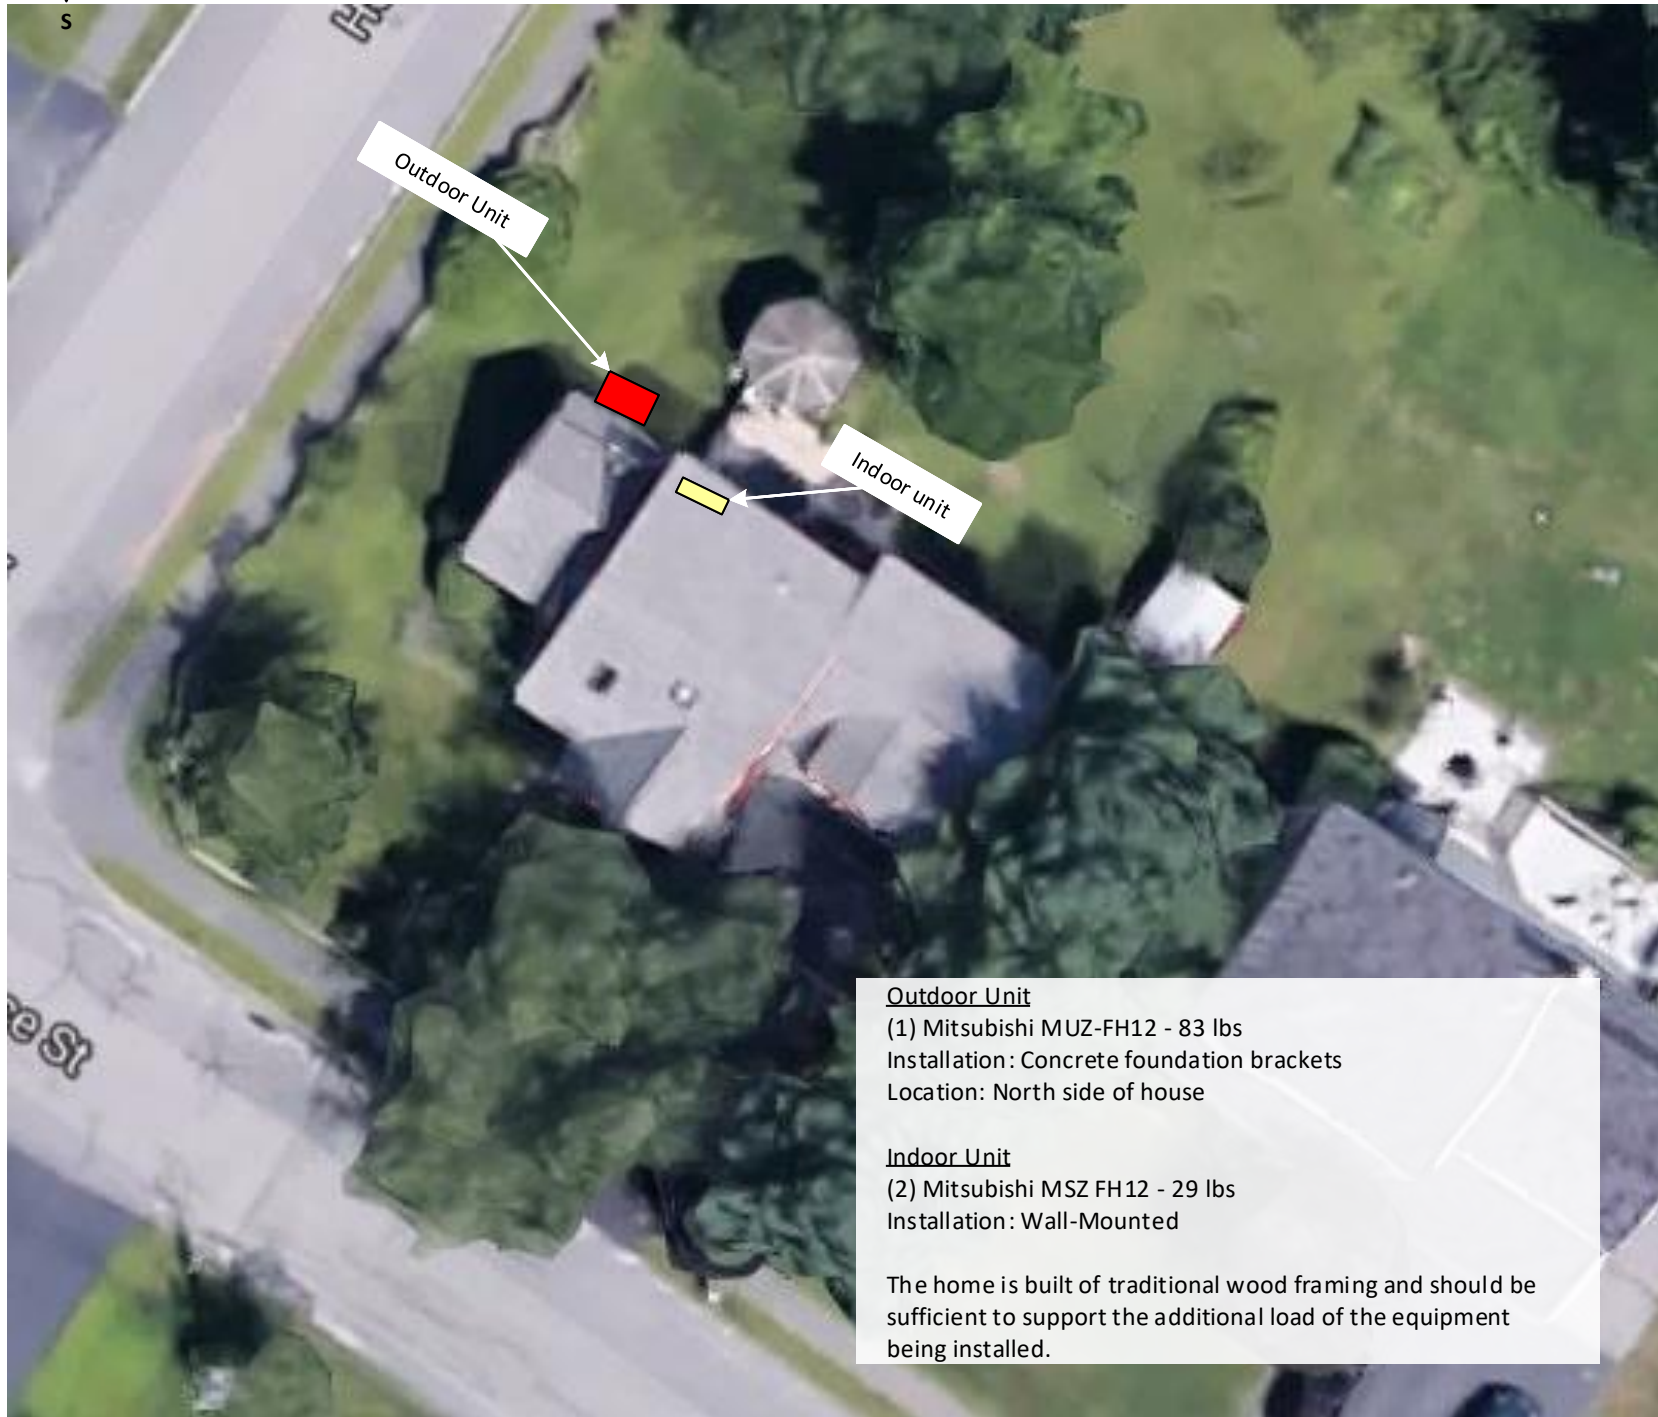 S
Outdoor Unit
Indoor unit
St
Outdoor Unit
(1) Mitsubishi MUZ-FH12 - 83 lbs
Installation: Concrete foundation brackets
Location: North side of house
Indoor Unit
(2) Mitsubishi MSZ FH12 - 29 lbs
Installation: Wall-Mounted
The home is built of traditional wood framing and should be
sufficient to support the additional load of the equipment
being installed.